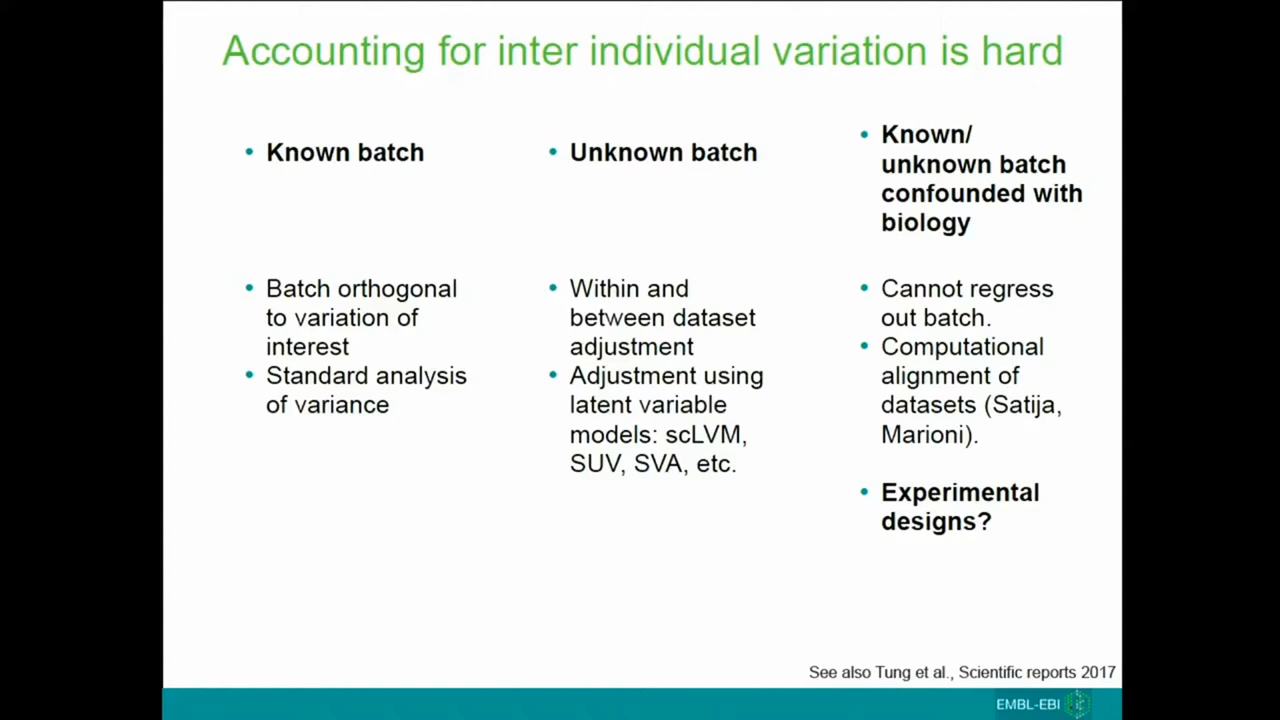 Accounting for inter individual variation is hard
• Known batch
• Batch orthogonal
to variation of
interest
• Standard analysis
of variance
• Unknown batch
• Within and
between dataset
adjustment
• Adjustment using
latent variable
models: scLVM,
SUV, SVA, etc.
• Known/
unknown batch
confounded with
biology
• Cannot regress
out batch.
• Computational
alignment of
datasets (Satija,
Marioni).
• Experimental
designs?
See also Tung et al., Scientific reports 2017
EMBL-EBI